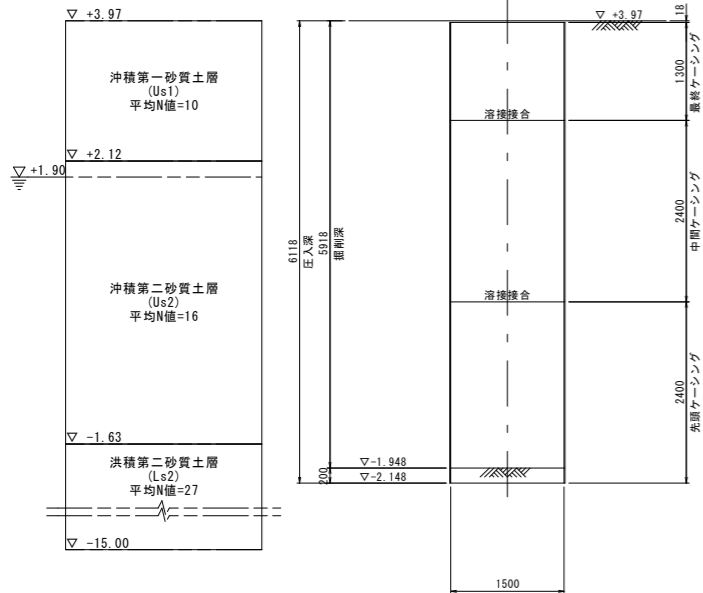 ▽ +3.97
沖積第一砂質土層
(Us1)
平均N値=10
▽ +2.12
▽ +1.90
沖積第二砂質土層
(Us2)
平均N値=16
▽ -1.63
洪積第二砂質土層
(Ls2)
平均N値=27
▽ -15.00
6118
圧入深
5918
掘削深
200
溶接接合
溶接接合
▽-1.948
▽-2.148
1500
▽ +3.97
18
1300
最終ケーシング
2400
中間ケーシング
2400
先頭ケーシング